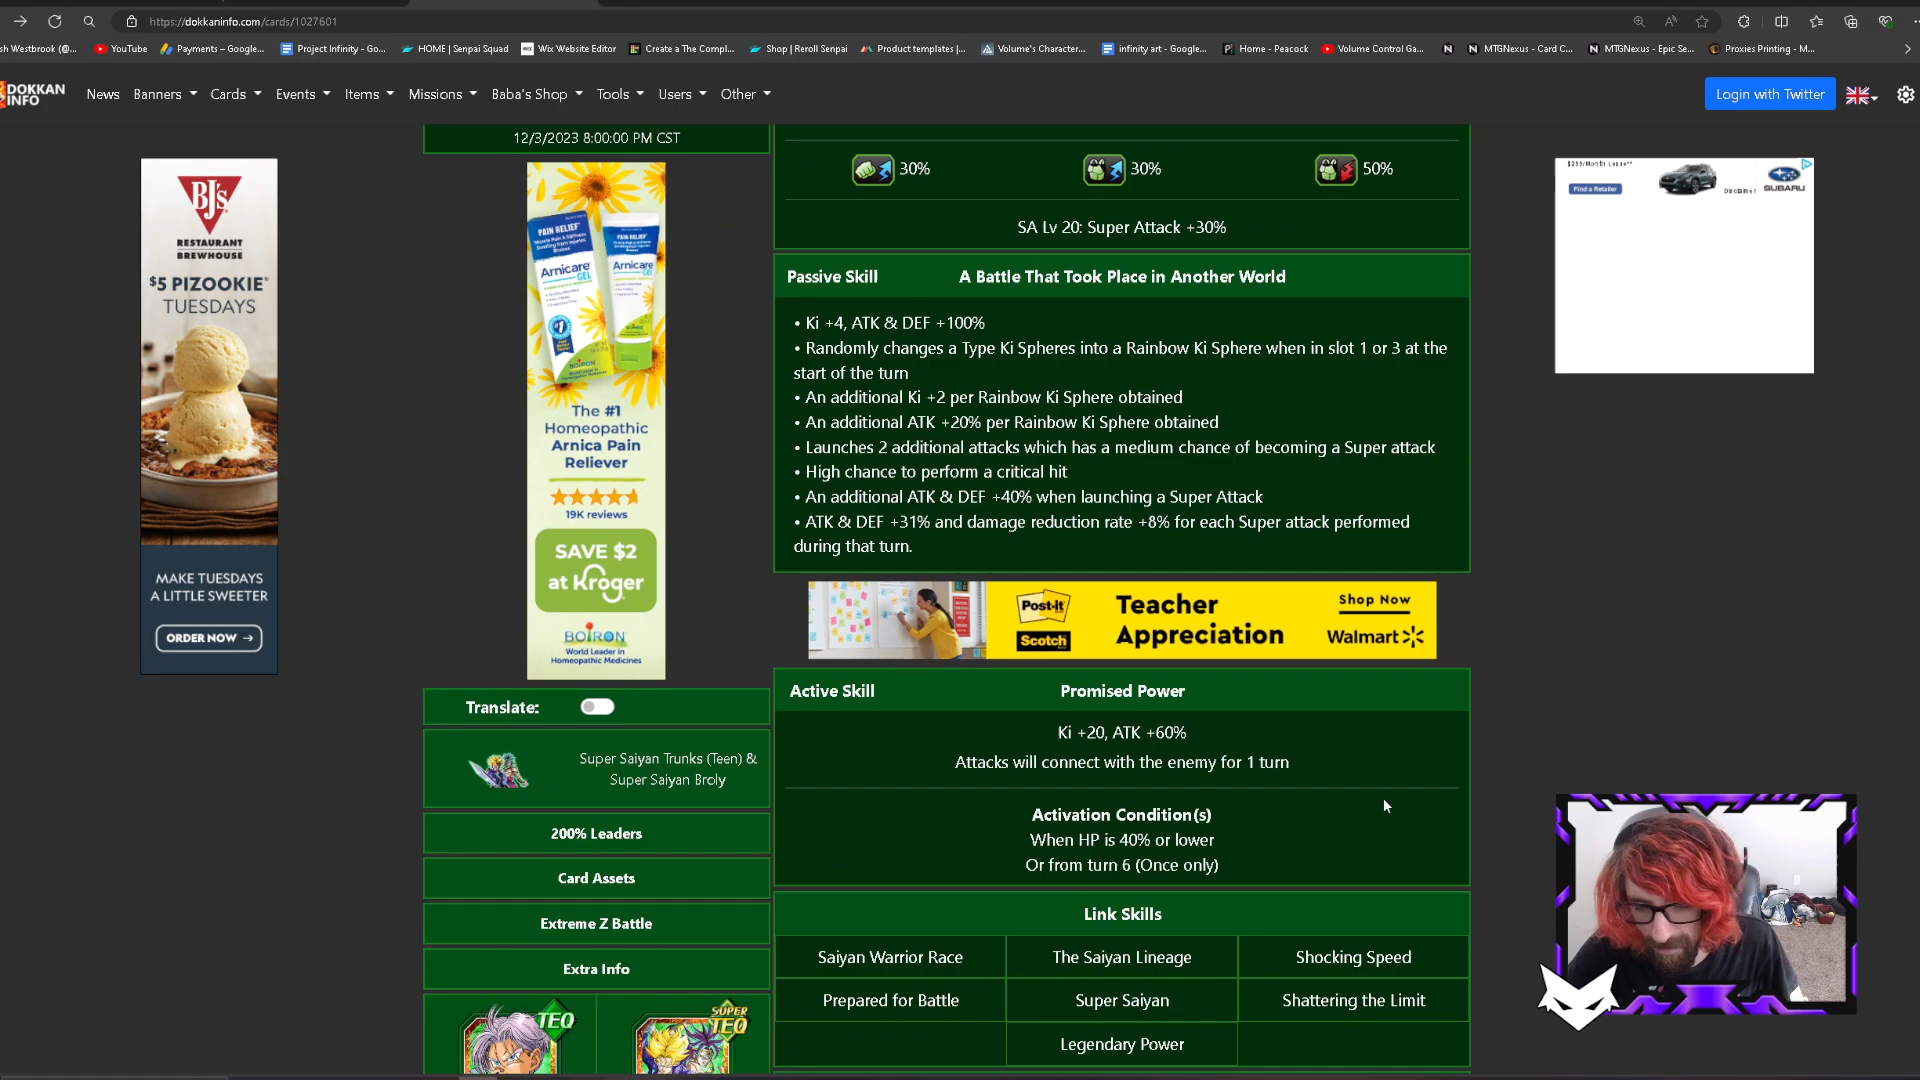 https://dokkaninfo.com/cards/1027601
sh Westbrook (@...
YouTube
Payments – Google...
Project Infinity - Go...
HOME | Senpai Squad
Wix Website Editor
Create a The Compl...
Shop | Reroll Senpai
Product templates |...
Volume's Character...
infinity art - Google...
Home - Peacock
Volume Control Ga...
MTGNexus - Card C...
MTGNexus - Epic Se...
Proxies Printing - M...
DOKKAN
INFO
News
Banners
Cards
Events
Items
Missions
Baba's Shop
Tools
Users
Other
Login with Twitter
12/3/2023 8:00:00 PM CST
30%
30%
50%
SA Lv 20: Super Attack +30%
Passive Skill
A Battle That Took Place in Another World
• Ki +4, ATK & DEF +100%
• Randomly changes a Type Ki Spheres into a Rainbow Ki Sphere when in slot 1 or 3 at the
start of the turn
• An additional Ki +2 per Rainbow Ki Sphere obtained
• An additional ATK +20% per Rainbow Ki Sphere obtained
• Launches 2 additional attacks which has a medium chance of becoming a Super attack
• High chance to perform a critical hit
• An additional ATK & DEF +40% when launching a Super Attack
• ATK & DEF +31% and damage reduction rate +8% for each Super attack performed
during that turn.
BJ's
RESTAURANT
BREWHOUSE
$5 PIZOOKIE®
TUESDAYS
MAKE TUESDAYS
A LITTLE SWEETER
ORDER NOW →
PAIN RELIEF
Arnicare
GEL
PAIN RELIEF
Arnicare
GEL
BOIRON
The #1
Homeopathic
Arnica Pain
Reliever
19K reviews
SAVE $2
at Kroger
BOIRON
World Leader in
Homeopathic Medicines
Find a Retailer
Disclaimer
SUBARU
Post-it
Scotch
Teacher
Appreciation
Shop Now
Walmart
Active Skill
Promised Power
Ki +20, ATK +60%
Attacks will connect with the enemy for 1 turn
Activation Condition(s)
When HP is 40% or lower
Or from turn 6 (Once only)
Translate:
Super Saiyan Trunks (Teen) &
Super Saiyan Broly
200% Leaders
Card Assets
Extreme Z Battle
Extra Info
TEQ
SUPER
TEQ
Link Skills
Saiyan Warrior Race
The Saiyan Lineage
Shocking Speed
Prepared for Battle
Super Saiyan
Shattering the Limit
Legendary Power